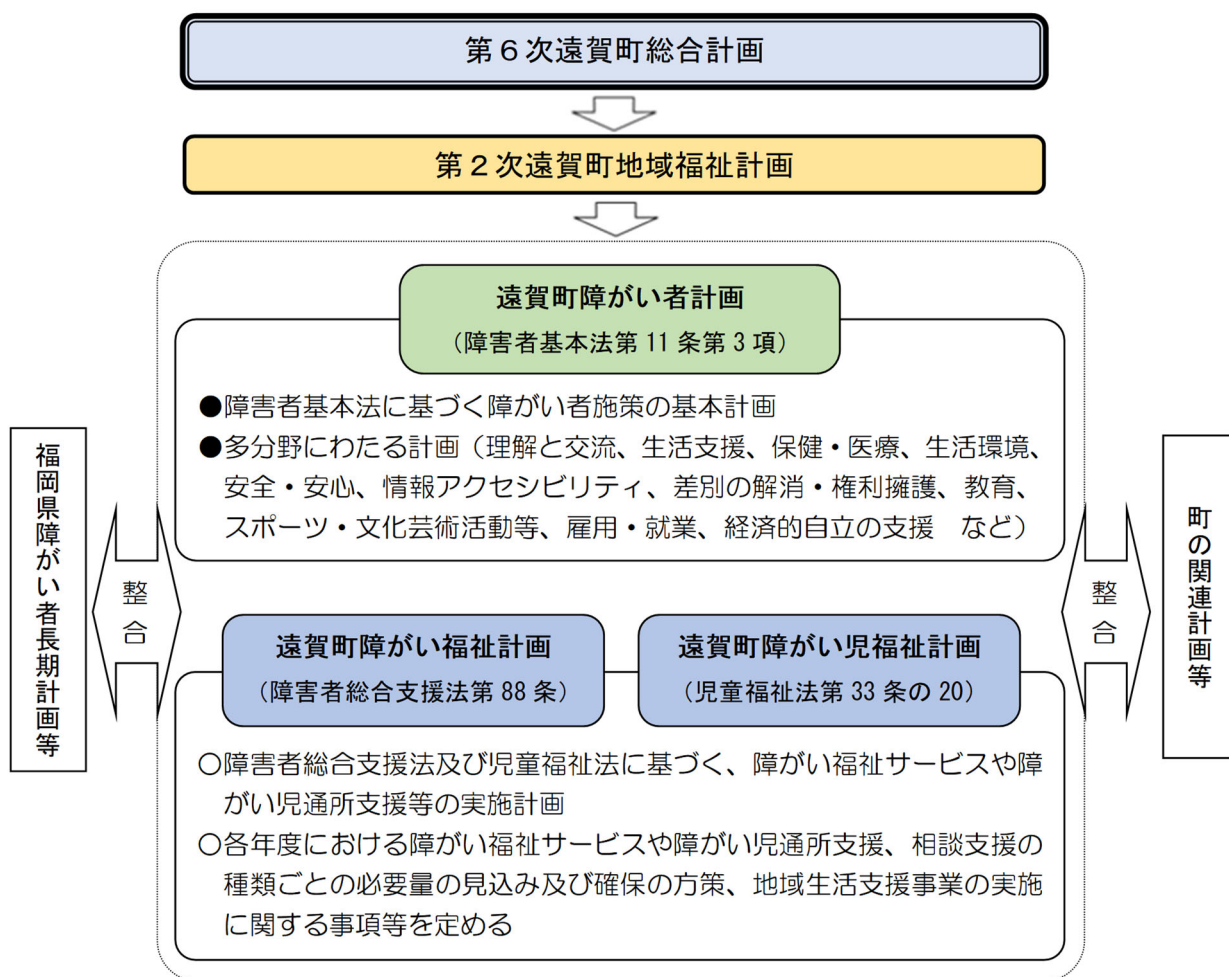 第６次遠賀町総合計画
第２次遠賀町地域福祉計画
遠賀町障がい者計画
（障害者基本法第 11 条第 3 項）
●障害者基本法に基づく障がい者施策の基本計画
●多分野にわたる計画（理解と交流、生活支援、保健・医療、生活環境、
安全・安心、情報アクセシビリティ、差別の解消・権利擁護、教育、
スポーツ・文化芸術活動等、雇用・就業、経済的自立の支援　など）
福岡県障がい者長期計画等
整合
整合
町の関連計画等
遠賀町障がい福祉計画
（障害者総合支援法第 88 条）
遠賀町障がい児福祉計画
（児童福祉法第 33 条の 20）
○障害者総合支援法及び児童福祉法に基づく、障がい福祉サービスや障
がい児通所支援等の実施計画
○各年度における障がい福祉サービスや障がい児通所支援、相談支援の
種類ごとの必要量の見込み及び確保の方策、地域生活支援事業の実施
に関する事項等を定める